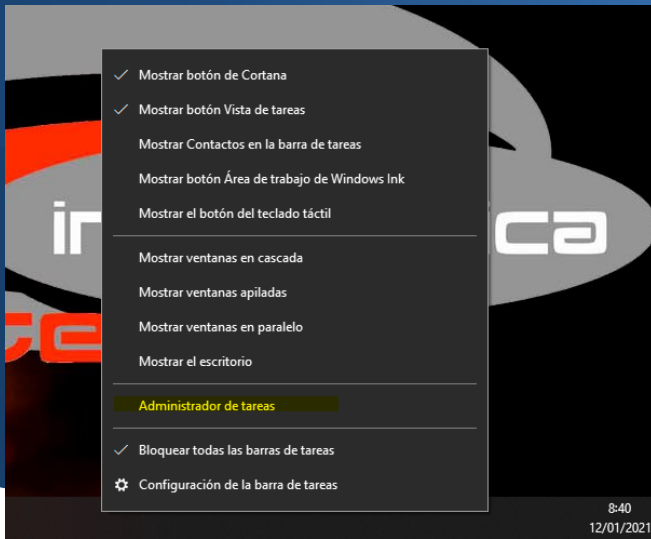 Mostrar botón de Cortana
Mostrar botón Vista de tareas
Mostrar Contactos en la barra de tareas
Mostrar botón Área de trabajo de Windows Ink
Mostrar el botón del teclado táctil
Mostrar ventanas en cascada
Mostrar ventanas apiladas
Mostrar ventanas en paralelo
Mostrar el escritorio
Administrador de tareas
Bloquear todas las barras de tareas
Configuración de la barra de tareas
8:40
12/01/2021